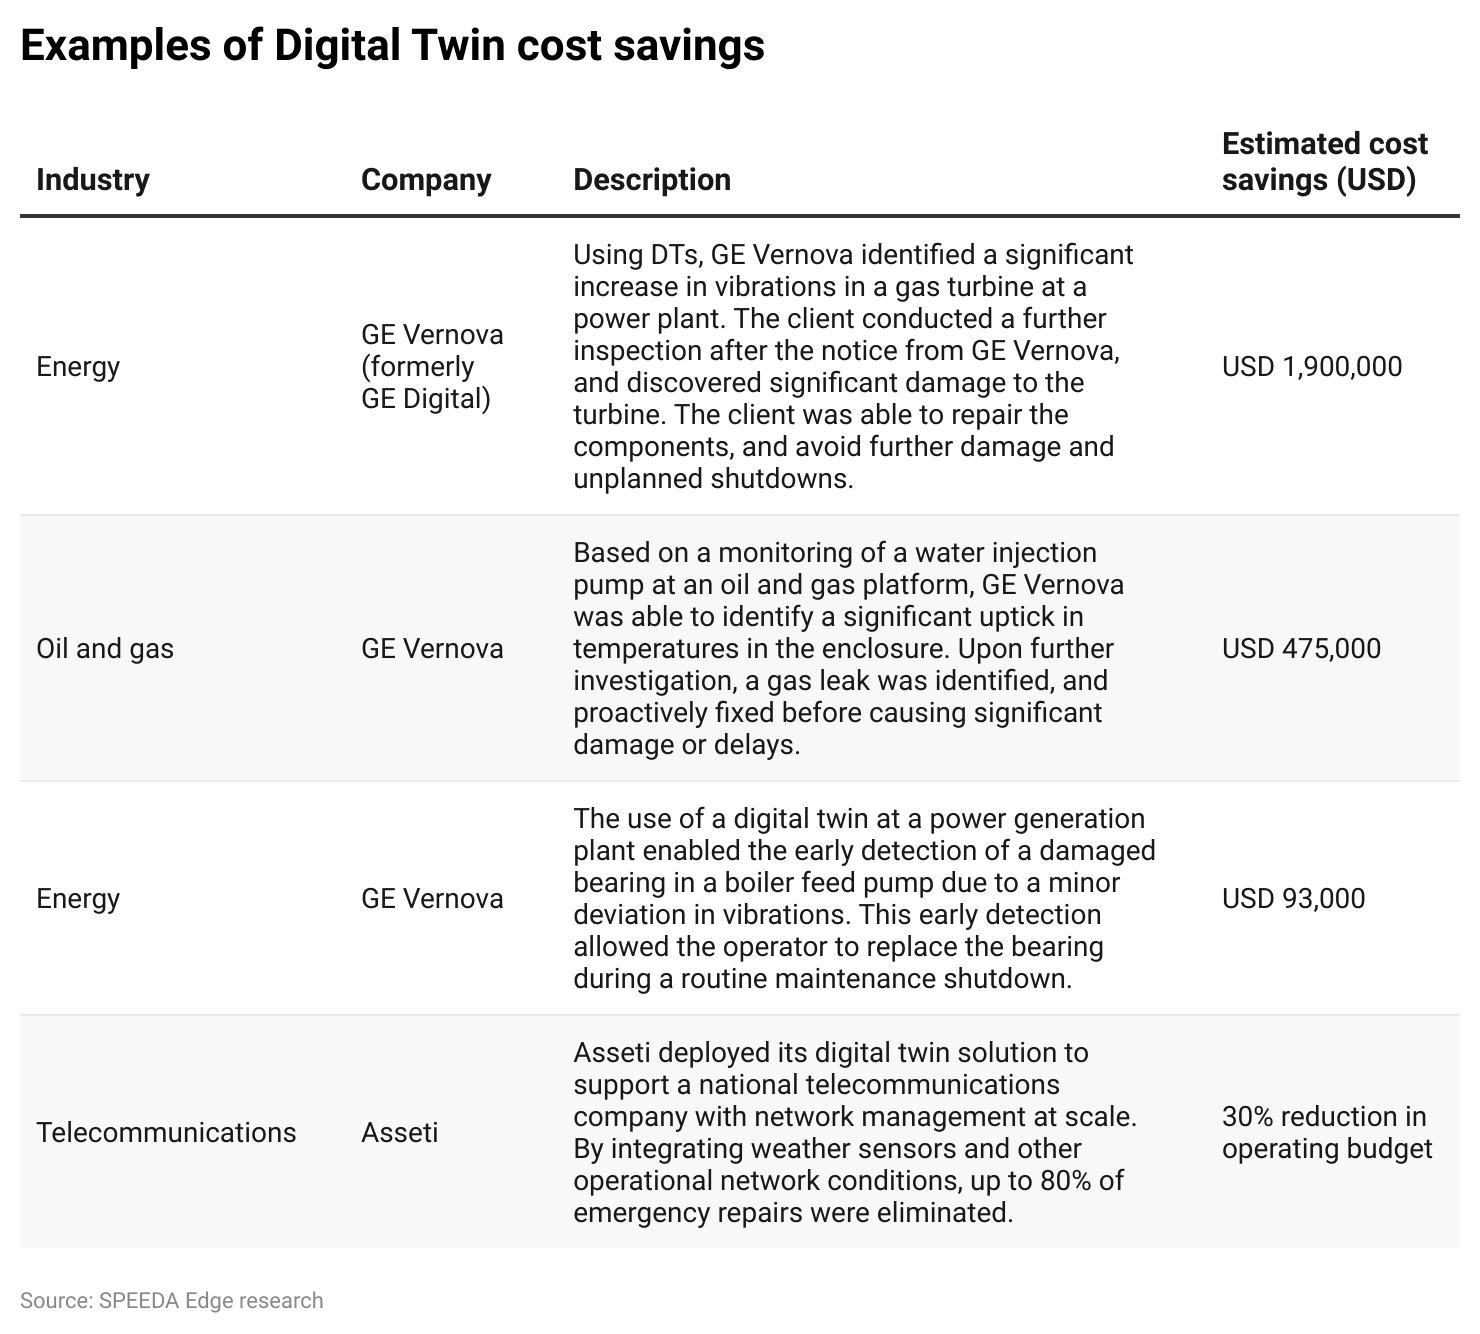 Examples of Digital Twin cost savings
Industry
Company
Description
Estimated cost
savings (USD)
Energy
GE Vernova
(formerly
GE Digital)
Using DTs, GE Vernova identified a significant
increase in vibrations in a gas turbine at a
power plant. The client conducted a further
inspection after the notice from GE Vernova,
and discovered significant damage to the
turbine. The client was able to repair the
components, and avoid further damage and
unplanned shutdowns.
USD 1,900,000
Oil and gas
GE Vernova
Based on a monitoring of a water injection
pump at an oil and gas platform, GE Vernova
was able to identify a significant uptick in
temperatures in the enclosure. Upon further
investigation, a gas leak was identified, and
proactively fixed before causing significant
damage or delays.
USD 475,000
Energy
GE Vernova
The use of a digital twin at a power generation
plant enabled the early detection of a damaged
bearing in a boiler feed pump due to a minor
deviation in vibrations. This early detection
allowed the operator to replace the bearing
during a routine maintenance shutdown.
USD 93,000
Telecommunications
Asseti
Asseti deployed its digital twin solution to
support a national telecommunications
company with network management at scale.
By integrating weather sensors and other
operational network conditions, up to 80% of
emergency repairs were eliminated.
30% reduction in
operating budget
Source: SPEEDA Edge research